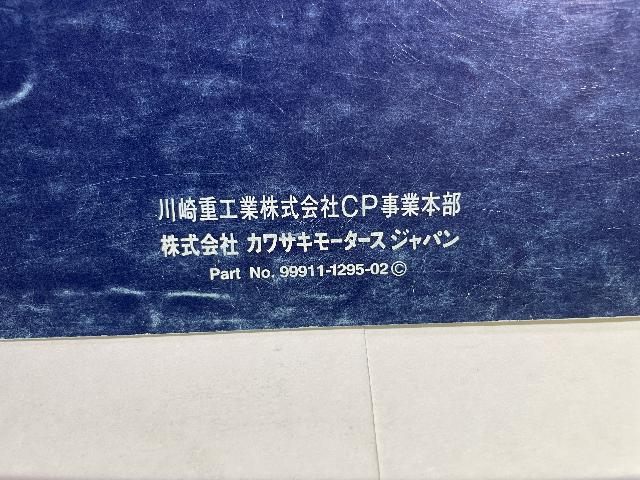 川崎重工業株式会社CP事業本部
株式会社 カワサキモータースジャパン
Part No. 99911-1295-02©